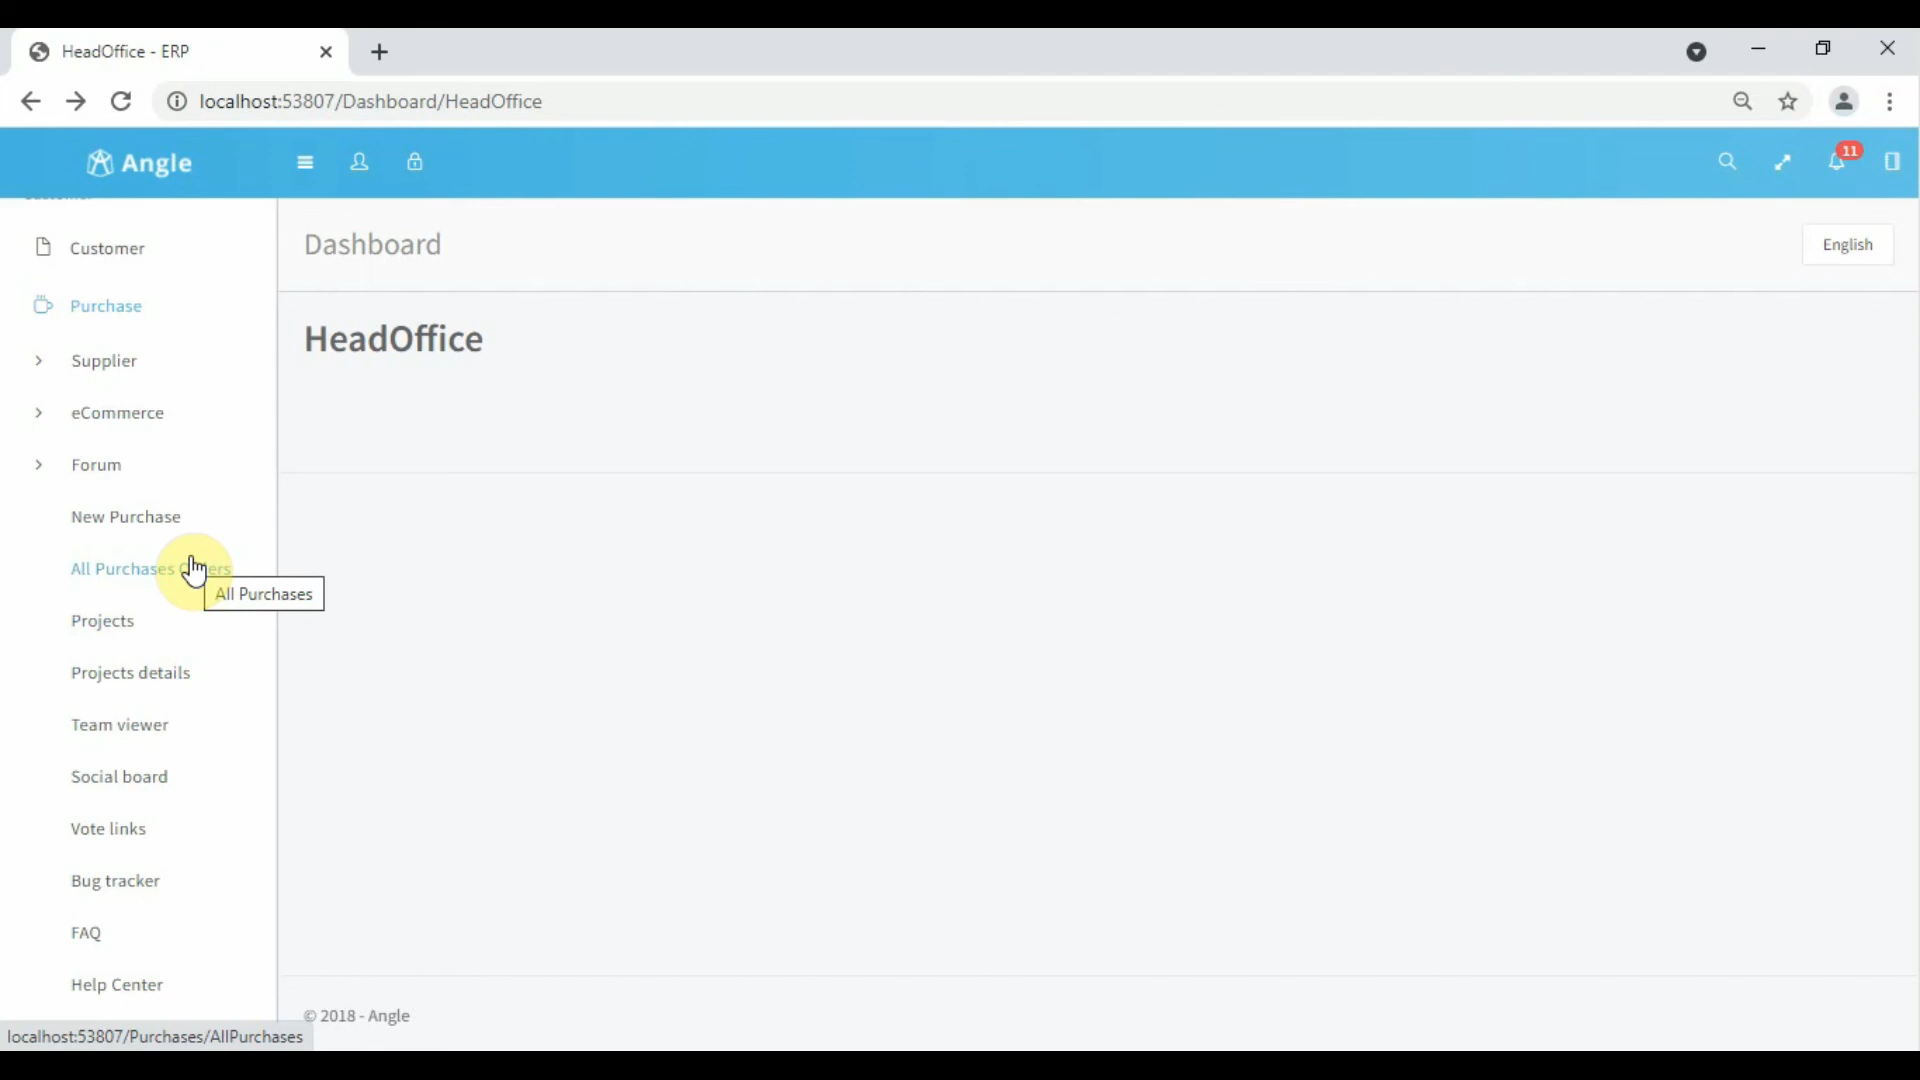 HeadOffice - ERP
localhost:53807/Dashboard/HeadOffice
Angle
11
Customer
Dashboard
English
Purchase
HeadOffice
Supplier
eCommerce
Forum
New Purchase
All Purchases
All Purchases
Projects
Projects details
Team viewer
Social board
Vote links
Bug tracker
FAQ
Help Center
© 2018 - Angle
localhost:53807/Purchases/AllPurchases